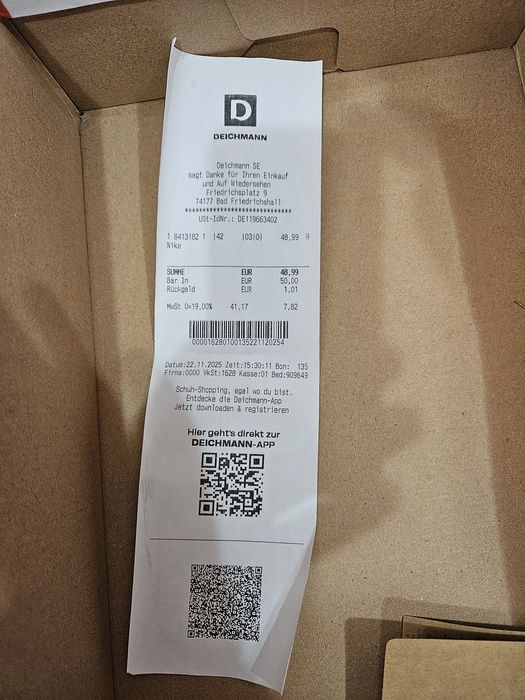 D
DEICHMANN
Deichmann SE
sagt Danke für Ihren Einkauf
und Auf Wiedersehen
Friedrichsplatz 9
74177 Bad Friedrichshall
******************************
USt-IdNr.: DE119663402
1 8413182 1 |42 |03|0| 48,99 R
Nike
SUMME EUR 48,99
Bar In EUR 50,00
Rückgeld EUR 1,01
MwSt 0=19.00% 41,17 7,82
0000162801001352211202​54
Datum:22.11.2025 Zeit:15:30:11 Bon: 135
Firma:0000 VkSt:1628 Kasse:01 Bed:909649
Schuh-Shopping, egal wo du bist.
Entdecke die Deichmann-App
Jetzt downloaden & registrieren
Hier geht's direkt zur
DEICHMANN-APP